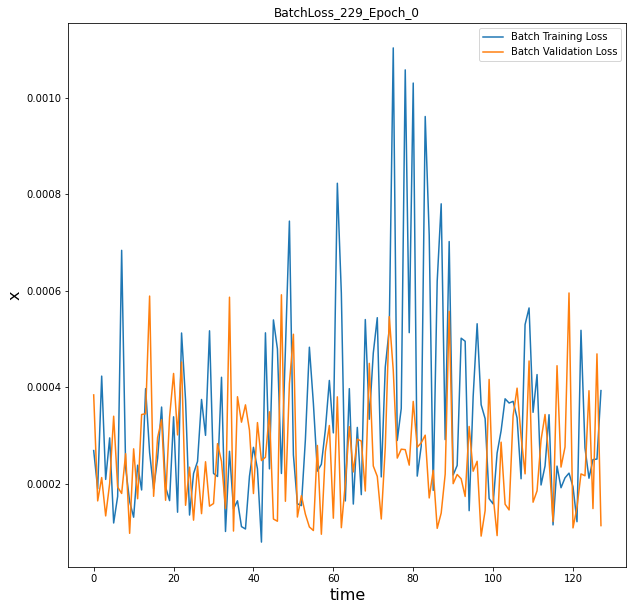 BatchLoss_229_Epoch_0
Batch Training Loss
Batch Validation Loss
0.0010
0.0008
0.0006
0.0004
0.0002
x
0
20
40
60
80
100
120
time